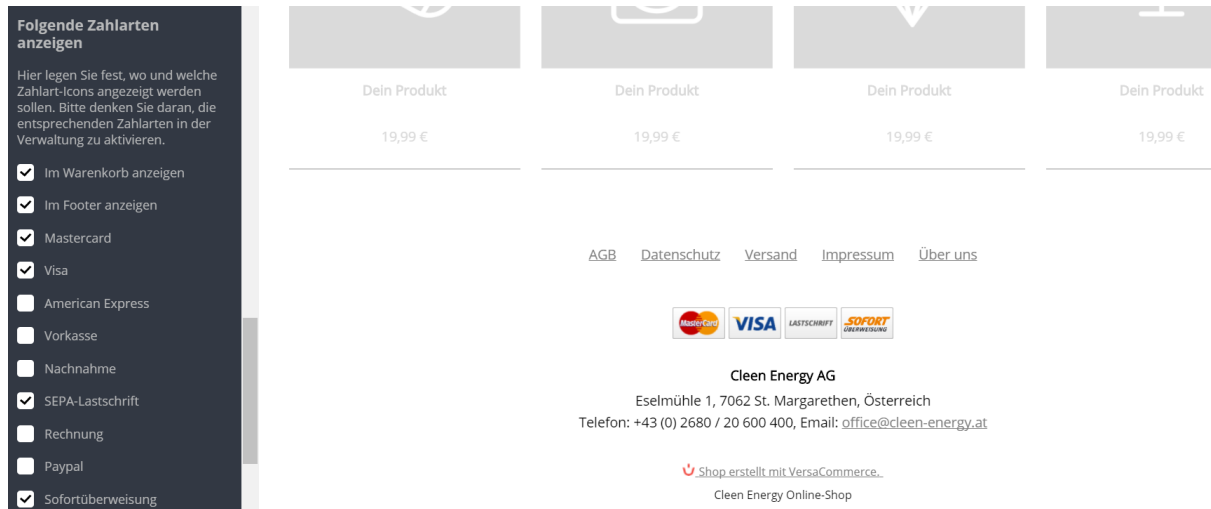 Folgende Zahlarten
anzeigen
Hier legen Sie fest, wo und welche
Zahlart-Icons angezeigt werden
sollen. Bitte denken Sie daran, die
entsprechenden Zahlarten in der
Verwaltung zu aktivieren.
Im Warenkorb anzeigen
Im Footer anzeigen
Mastercard
Visa
American Express
Vorkasse
Nachnahme
SEPA-Lastschrift
Rechnung
Paypal
Sofortüberweisung
Dein Produkt Dein Produkt Dein Produkt Dein Produkt
19,99 € 19,99 € 19,99 € 19,99 €
AGB Datenschutz Versand Impressum Über uns
MasterCard VISA LASTSCHRIFT SOFORT
ÜBERWEISUNG
Cleen Energy AG
Eselmühle 1, 7062 St. Margarethen, Österreich
Telefon: +43 (0) 2680 / 20 600 400, Email: office@cleen-energy.at
Shop erstellt mit VersaCommerce.
Cleen Energy Online-Shop